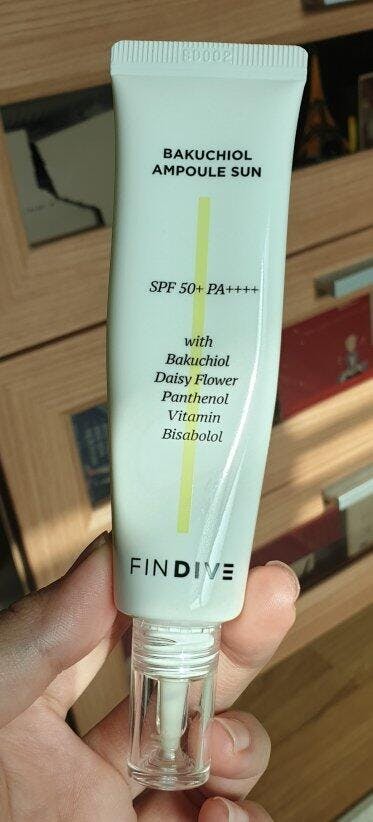 BAKUCHIOL
AMPOULE SUN
SPF 50+ PA++++
with
Bakuchiol
Daisy Flower
Panthenol
Vitamin
Bisabolol
FINDIVE